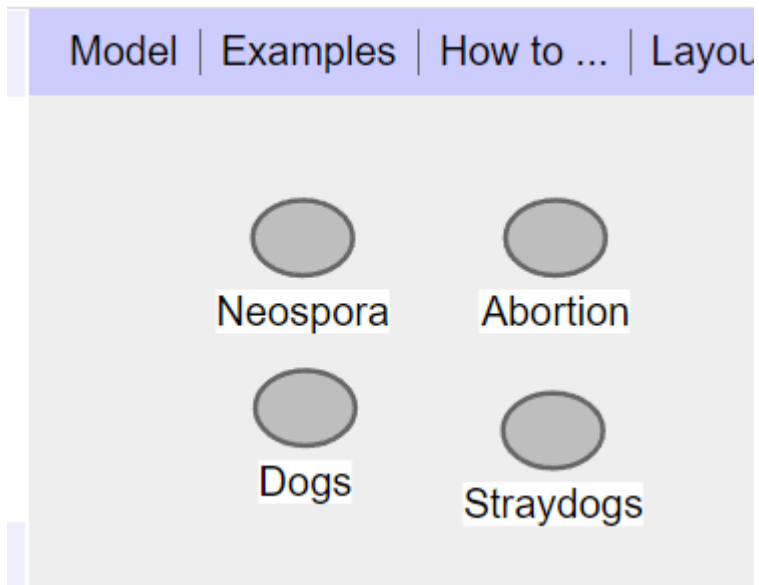 Model | Examples | How to ... |
Neospora
Abortion
Dogs
Straydogs